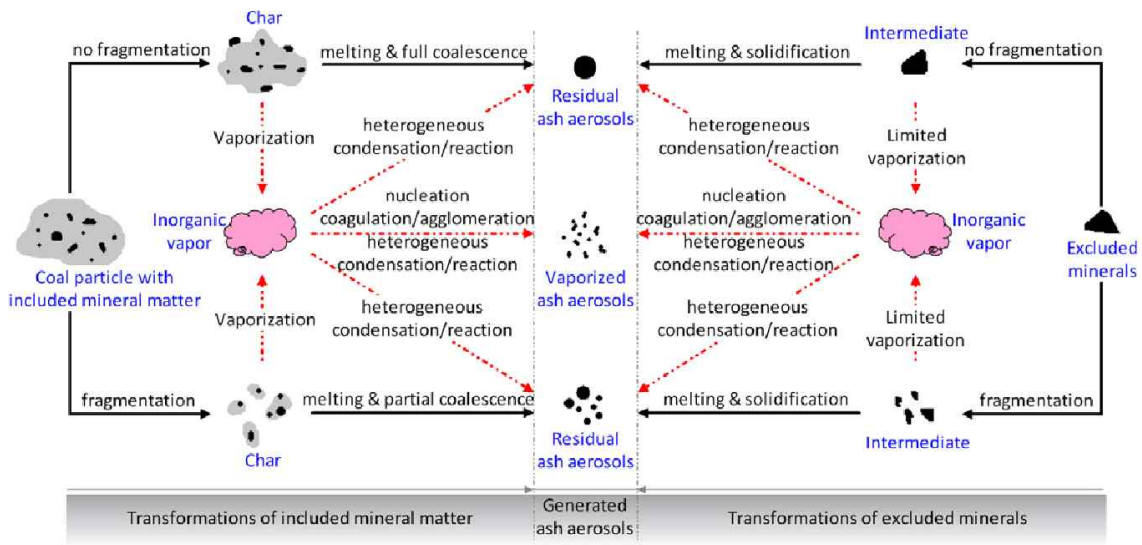 Char
no fragmentation
melting & full coalescence
melting & solidification
Intermediate
no fragmentation
Residual
ash aerosols
Vaporization
heterogeneous
condensation/reaction
heterogeneous
condensation/reaction
Limited
vaporization
Inorganic
vapor
nucleation
coagulation/agglomeration
heterogeneous
condensation/reaction
nucleation
coagulation/agglomeration
heterogeneous
condensation/reaction
Inorganic
vapor
Coal particle with
included mineral matter
Vaporized
ash aerosols
Excluded
minerals
Vaporization
heterogeneous
condensation/reaction
heterogeneous
condensation/reaction
Limited
vaporization
fragmentation
melting & partial coalescence
melting & solidification
fragmentation
Char
Residual
ash aerosols
Intermediate
Transformations of included mineral matter
Generated
ash aerosols
Transformations of excluded minerals